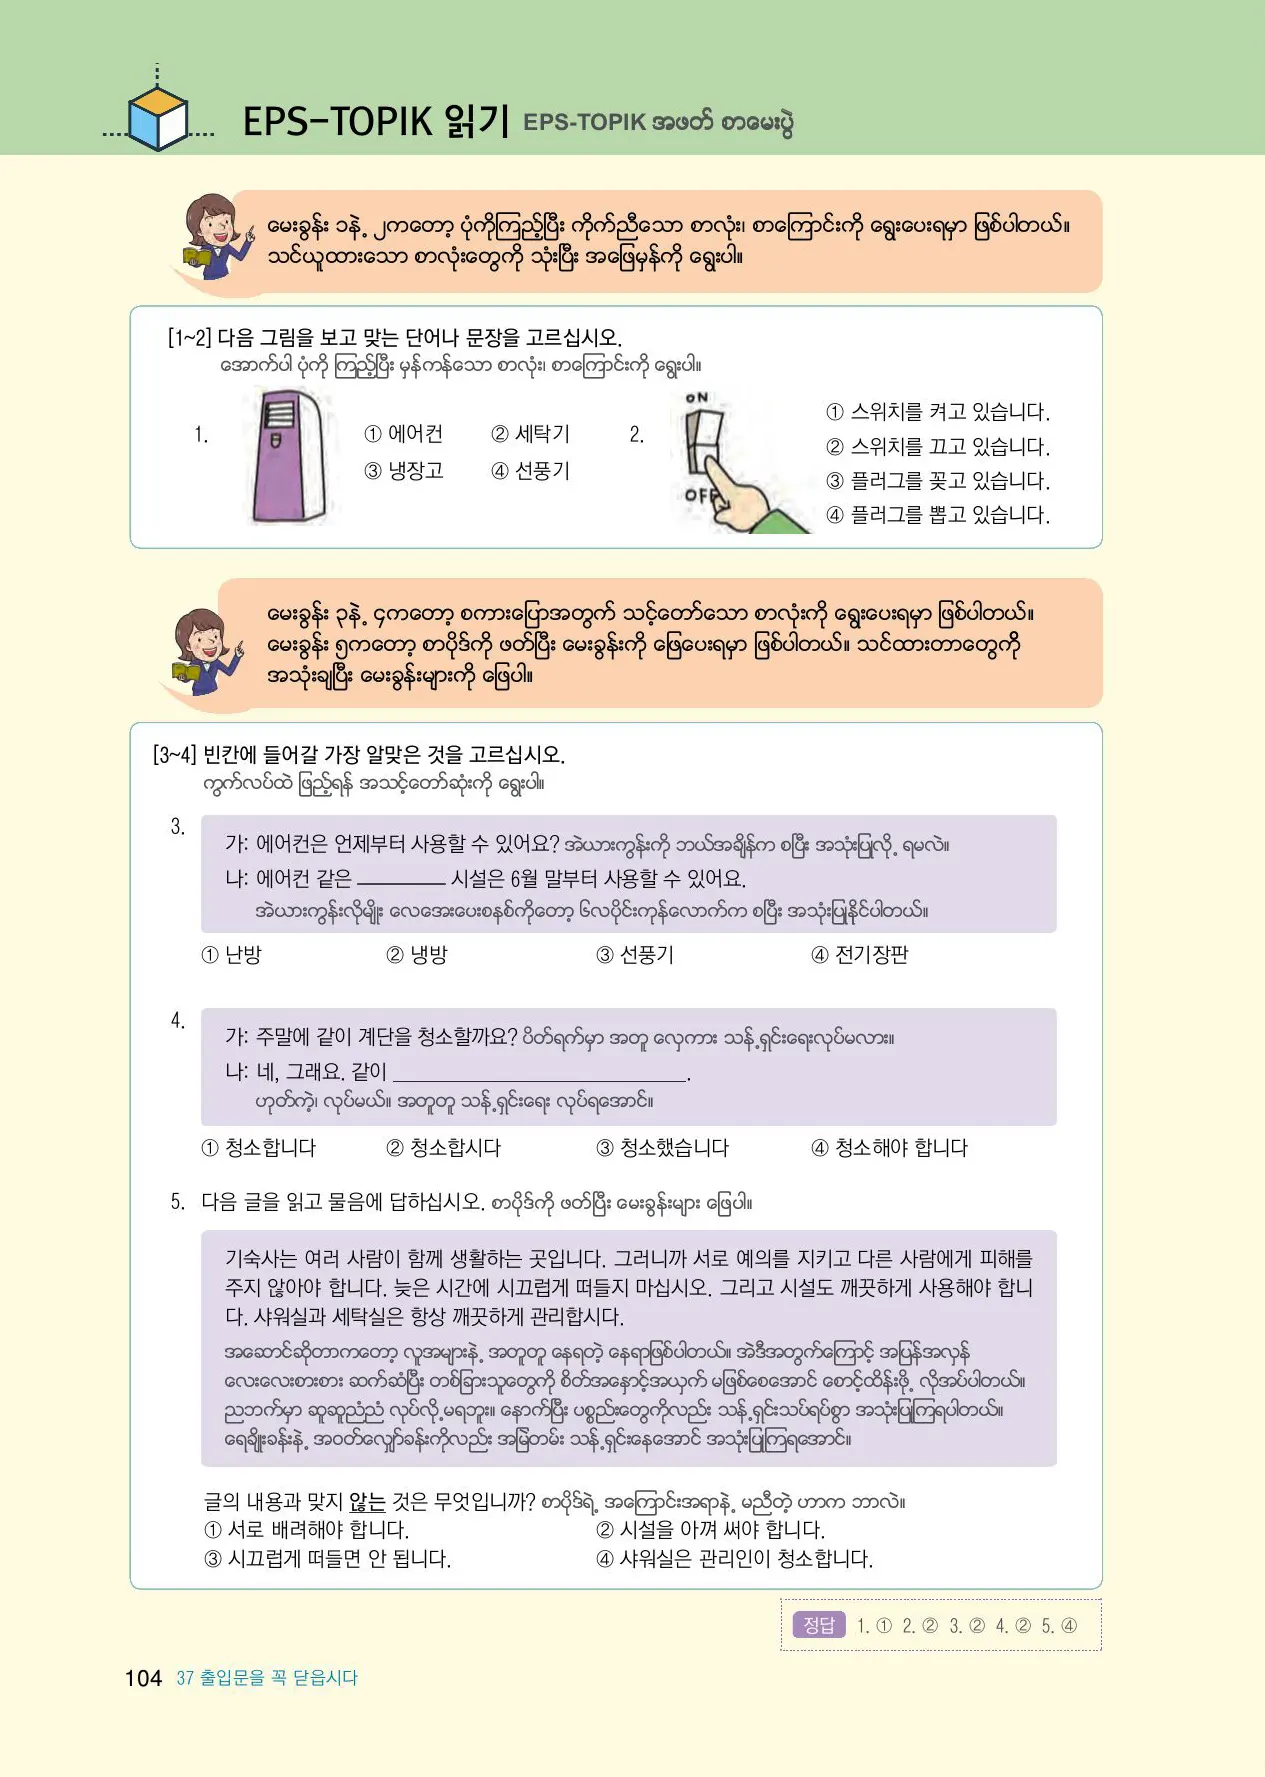 EPS-TOPIK 읽기 EPS-TOPIK အဖတ် စာမေးပွဲ
မေးခွန်း ၁နဲ့ ၂ကတော့ ပုံကိုကြည့်ပြီး ကိုက်ညီသော စာလုံး၊ စာကြောင်းကို ရွေးပေးရမှာ ဖြစ်ပါတယ်။
သင်ယူထားသော စာလုံးတွေကို သုံးပြီး အဖြေမှန်ကို ရွေးပါ။
[1~2] 다음 그림을 보고 맞는 단어나 문장을 고르십시오.
အောက်ပါ ပုံကို ကြည့်ပြီး မှန်ကန်သော စာလုံး၊ စာကြောင်းကို ရွေးပါ။
1.
① 에어컨 ② 세탁기
③ 냉장고 ④ 선풍기
2.
ON
OFF
① 스위치를 켜고 있습니다.
② 스위치를 끄고 있습니다.
③ 플러그를 꽂고 있습니다.
④ 플러그를 뽑고 있습니다.
မေးခွန်း ၃နဲ့ ၄ကတော့ စကားပြောအတွက် သင့်တော်သော စာလုံးကို ရွေးပေးရမှာ ဖြစ်ပါတယ်။
မေးခွန်း ၅ကတော့ စာပိုဒ်ကို ဖတ်ပြီး မေးခွန်းကို ဖြေပေးရမှာ ဖြစ်ပါတယ်။ သင်ထားတာတွေကို
အသုံးချပြီး မေးခွန်းများကို ဖြေပါ။
[3~4] 빈칸에 들어갈 가장 알맞은 것을 고르십시오.
ကွက်လပ်ထဲ ဖြည့်ရန် အသင့်တော်ဆုံးကို ရွေးပါ။
3.
가: 에어컨은 언제부터 사용할 수 있어요? အဲယားကွန်းကို ဘယ်အချိန်က စပြီး အသုံးပြုလို့ ရမလဲ။
나: 에어컨 같은 ________ 시설은 6월 말부터 사용할 수 있어요.
အဲယားကွန်းလိုမျိုး လေအေးပေးစနစ်ကိုတော့ ၆လပိုင်းကုန်လောက်က စပြီး အသုံးပြုနိုင်ပါတယ်။
① 난방 ② 냉방 ③ 선풍기 ④ 전기장판
4.
가: 주말에 같이 계단을 청소할까요? ပိတ်ရက်မှာ အတူ လှေကား သန့်ရှင်းရေးလုပ်မလား။
나: 네, 그래요. 같이 ________________________.
ဟုတ်ကဲ့၊ လုပ်မယ်။ အတူတူ သန့်ရှင်းရေး လုပ်ရအောင်။
① 청소합니다 ② 청소합시다 ③ 청소했습니다 ④ 청소해야 합니다
5. 다음 글을 읽고 물음에 답하십시오. စာပိုဒ်ကို ဖတ်ပြီး မေးခွန်းများ ဖြေပါ။
기숙사는 여러 사람이 함께 생활하는 곳입니다. 그러니까 서로 예의를 지키고 다른 사람에게 피해를
주지 않아야 합니다. 늦은 시간에 시끄럽게 떠들지 마십시오. 그리고 시설도 깨끗하게 사용해야 합니
다. 샤워실과 세탁실은 항상 깨끗하게 관리합시다.
အဆောင်ဆိုတာကတော့ လူအများနဲ့ အတူတူ နေရတဲ့ နေရာဖြစ်ပါတယ်။ အဲဒီအတွက်ကြောင့် အပြန်အလှန်
လေးလေးစားစား ဆက်ဆံပြီး တစ်ခြားသူတွေကို စိတ်အနှောင့်အယှက် မဖြစ်စေအောင် စောင့်ထိန်းဖို့ လိုအပ်ပါတယ်။
ညဘက်မှာ ဆူဆူညံညံ လုပ်လို့မရဘူး။ နောက်ပြီး ပစ္စည်းတွေကိုလည်း သန့်ရှင်းသပ်ရပ်စွာ အသုံးပြုကြရပါတယ်။
ရေချိုးခန်းနဲ့ အဝတ်လျှော်ခန်းကိုလည်း အမြဲတမ်း သန့်ရှင်းနေအောင် အသုံးပြုကြရအောင်။
글의 내용과 맞지 않는 것은 무엇입니까? စာပိုဒ်ရဲ့ အကြောင်းအရာနဲ့ မညီတဲ့ ဟာက ဘာလဲ။
① 서로 배려해야 합니다. ② 시설을 아껴 써야 합니다.
③ 시끄럽게 떠들면 안 됩니다. ④ 샤워실은 관리인이 청소합니다.
정답 1. ① 2. ② 3. ② 4. ② 5. ④
104 37 출입문을 꼭 닫읍시다